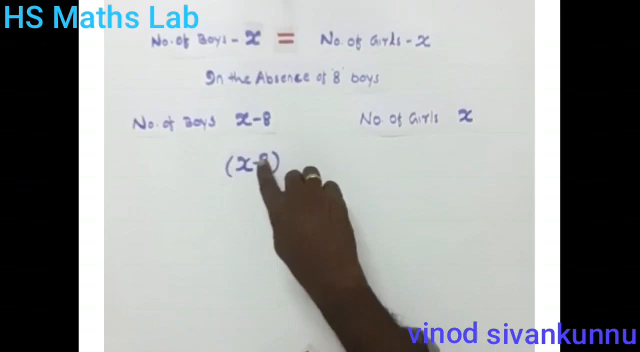 HS Maths Lab
No. of Boys - x = No. of Girls - x
In the Absence of 8 boys
No. of Boys x-8 No. of Girls x
(x-8)
vinod sivankunnu